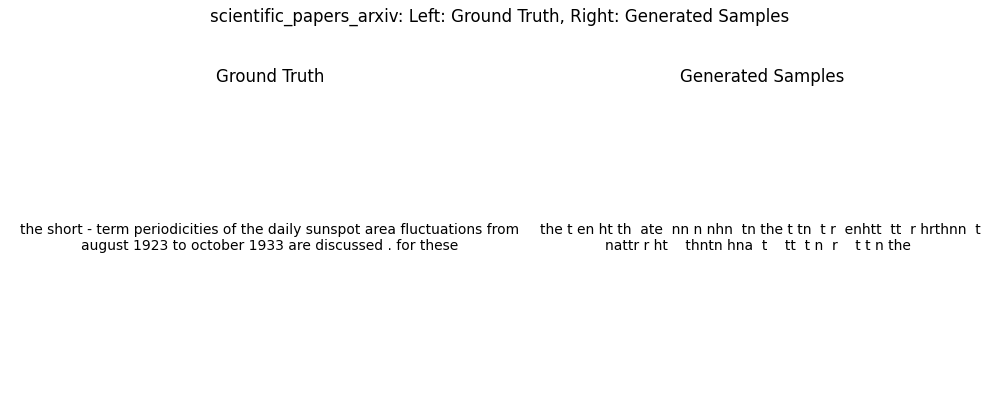 scientific_papers_arxiv: Left: Ground Truth, Right: Generated Samples
Ground Truth
the short - term periodicities of the daily sunspot area fluctuations from
august 1923 to october 1933 are discussed . for these
Generated Samples
the t en ht th  ate  nn n nhn  tn the t tn  t r  enhtt  tt  r hrthnn  t
nattr r ht    thntn hna  t    tt  t n  r    t t n the